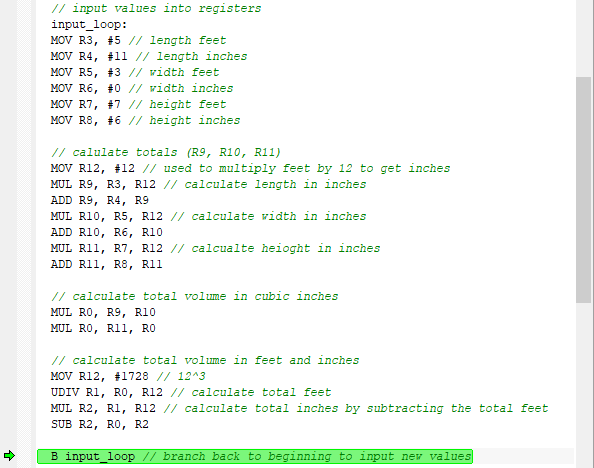 // input values into registers
input_loop:
MOV R3, #5 // length feet
MOV R4, #11 // length inches
MOV R5, #3 // width feet
MOV R6, #0 // width inches
MOV R7, #7 // height feet
MOV R8, #6 // height inches
// calulate totals (R9, R10, R11)
MOV R12, #12 // used to multiply feet by 12 to get inches
MUL R9, R3, R12 // calculate length in inches
ADD R9, R4, R9
MUL R10, R5, R12 // calculate width in inches
ADD R10, R6, R10
MUL R11, R7, R12 // calcualte heioght in inches
ADD R11, R8, R11
// calculate total volume in cubic inches
MUL R0, R9, R10
MUL R0, R11, R0
// calculate total volume in feet and inches
MOV R12, #1728 // 12^3
UDIV R1, R0, R12 // calculate total feet
MUL R2, R1, R12 // calculate total inches by subtracting the total feet
SUB R2, R0, R2
B input_loop // branch back to beginning to input new values